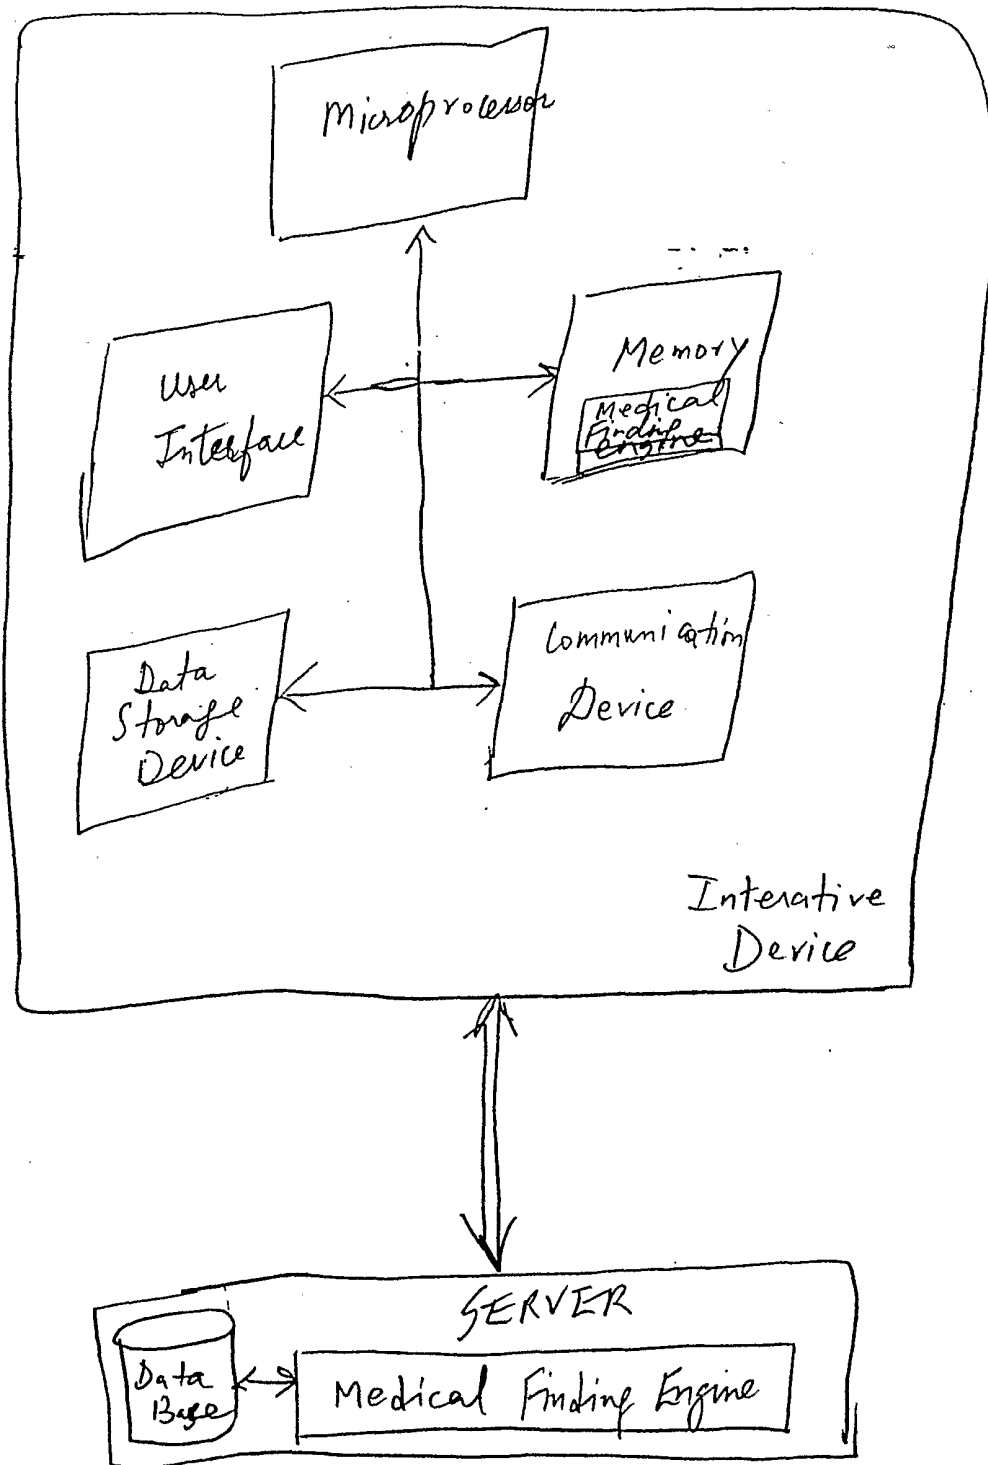 Microprocessor
User
Interface
Memory
Medical
Finding
Engine
Data
Storage
Device
Communication
Device
Interative
Device
SERVER
Data
Base
Medical Finding Engine